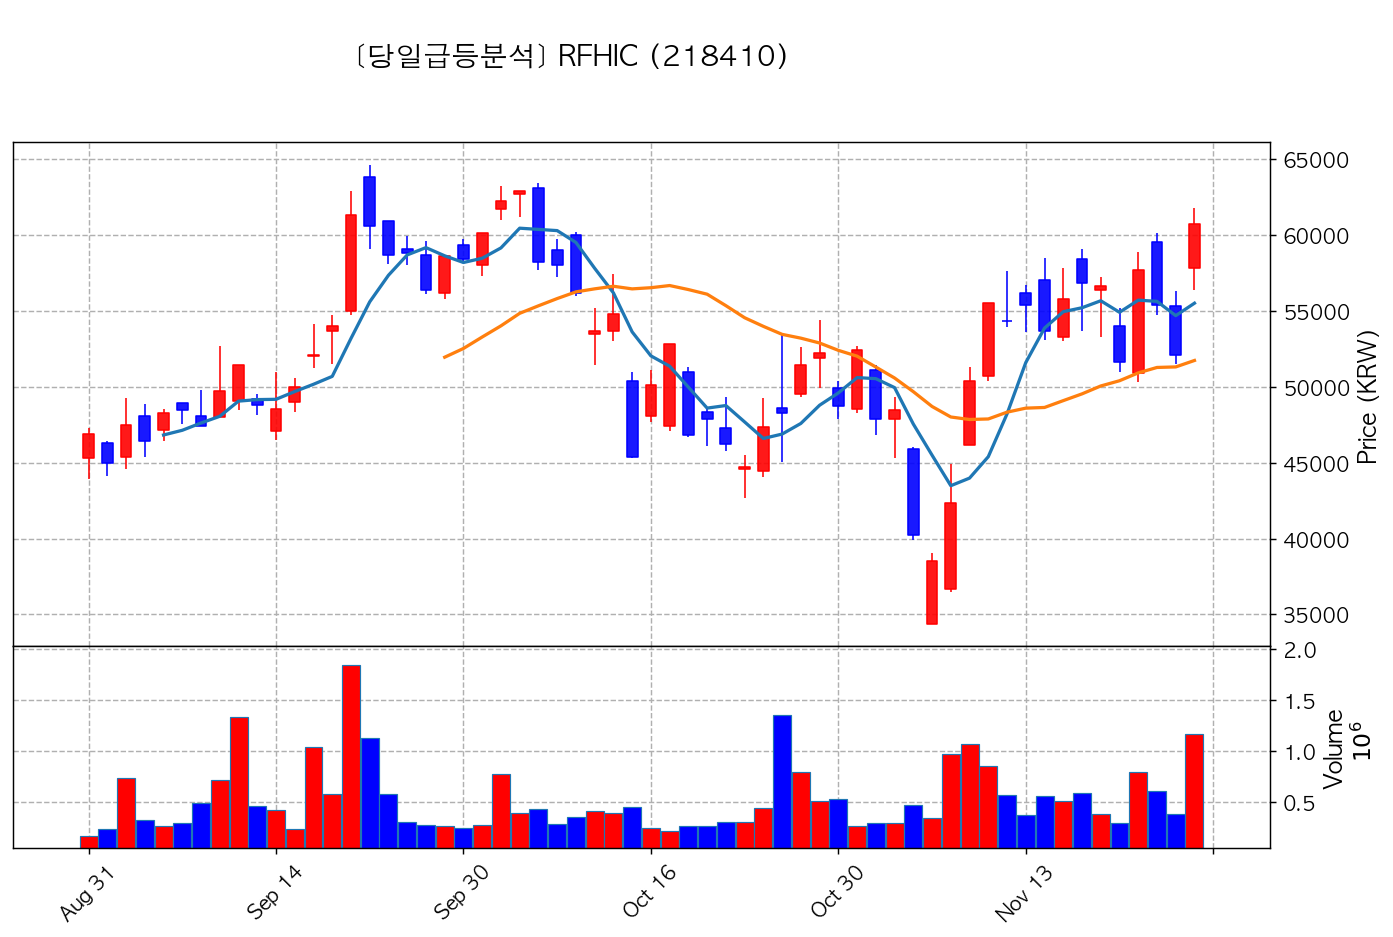 [당일급등분석] RFHIC (218410)
65000
60000
55000
50000
45000
40000
35000
Price (KRW)
2.0
1.5
1.0
0.5
Volume
10^6
Aug 31
Sep 14
Sep 30
Oct 16
Oct 30
Nov 13